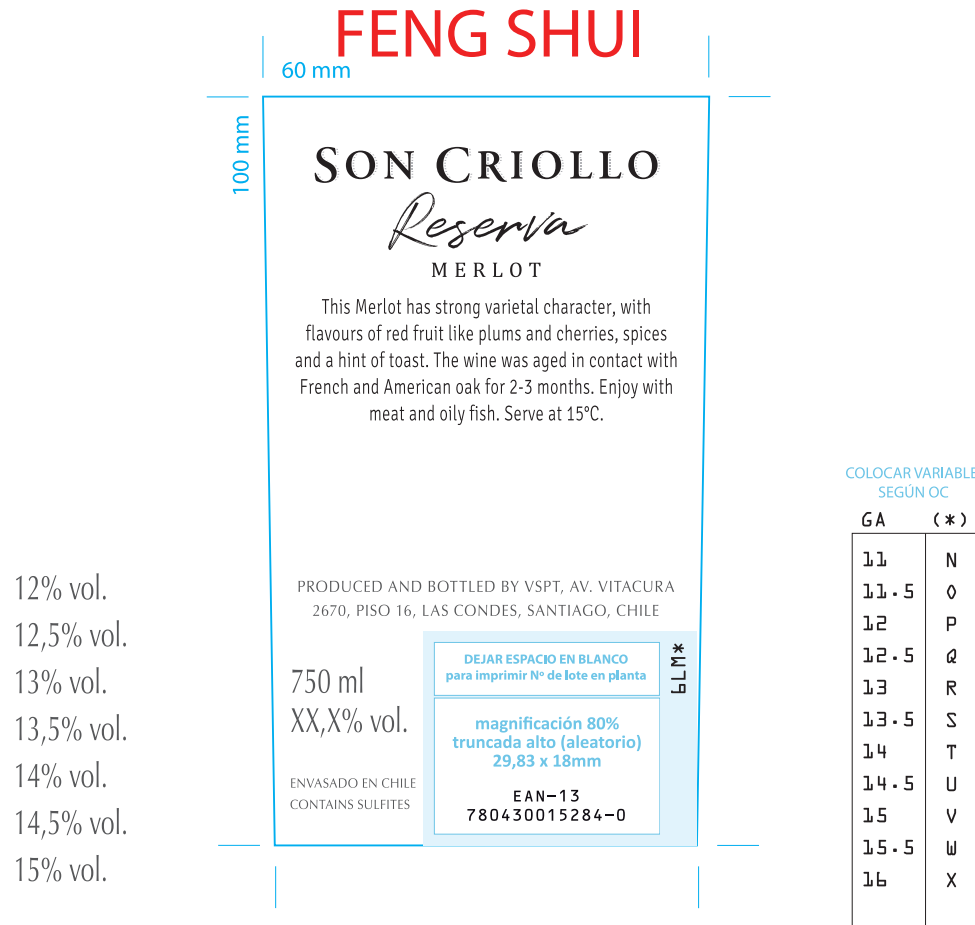 FENG SHUI
60 mm
100 mm
SON CRIOLLO
Reserva
MERLOT
This Merlot has strong varietal character, with
flavours of red fruit like plums and cherries, spices
and a hint of toast. The wine was aged in contact with
French and American oak for 2-3 months. Enjoy with
meat and oily fish. Serve at 15°C.
PRODUCED AND BOTTLED BY VSPT, AV. VITACURA
2670, PISO 16, LAS CONDES, SANTIAGO, CHILE
750 ml
XX,X% vol.
ENVASADO EN CHILE
CONTAINS SULFITES
DEJAR ESPACIO EN BLANCO
para imprimir Nº de lote en planta
6LM*
magnificación 80%
truncada alto (aleatorio)
29,83 x 18mm
EAN-13
780430015284-0
12% vol.
12,5% vol.
13% vol.
13,5% vol.
14% vol.
14,5% vol.
15% vol.
COLOCAR VARIABLE
SEGÚN OC
GA (*)
11 N
11.5 O
12 P
12.5 Q
13 R
13.5 S
14 T
14.5 U
15 V
15.5 W
16 X